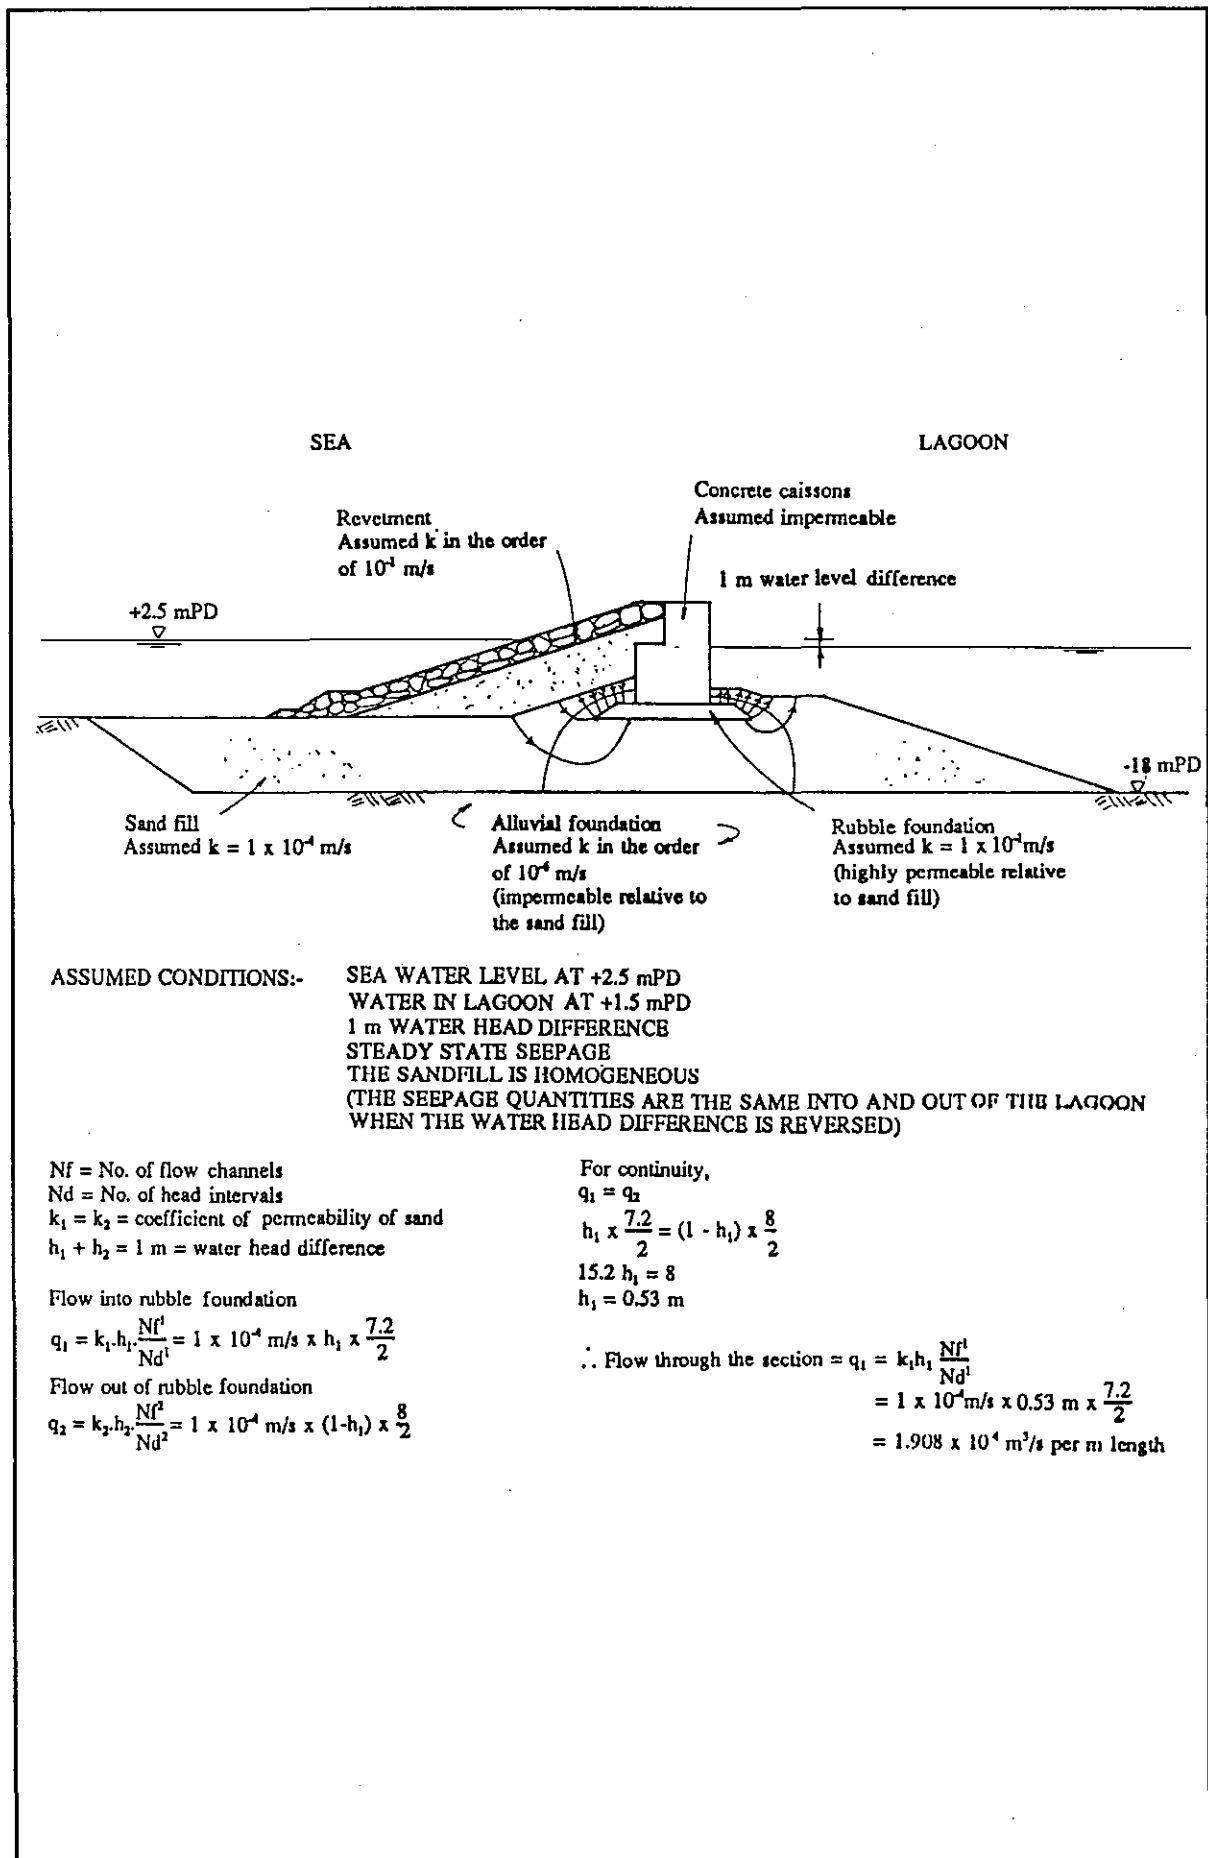 SEA
LAGOON
Concrete caissons
Assumed impermeable
Revetment
Assumed k in the order
of 10⁻¹ m/s
1 m water level difference
+2.5 mPD
-18 mPD
Sand fill
Assumed k = 1 x 10⁻⁴ m/s
Alluvial foundation
Assumed k in the order
of 10⁻⁶ m/s
(impermeable relative to
the sand fill)
Rubble foundation
Assumed k = 1 x 10⁻¹m/s
(highly permeable relative
to sand fill)
ASSUMED CONDITIONS:-
SEA WATER LEVEL AT +2.5 mPD
WATER IN LAGOON AT +1.5 mPD
1 m WATER HEAD DIFFERENCE
STEADY STATE SEEPAGE
THE SANDFILL IS HOMOGENEOUS
(THE SEEPAGE QUANTITIES ARE THE SAME INTO AND OUT OF THE LAGOON
WHEN THE WATER HEAD DIFFERENCE IS REVERSED)
Nf = No. of flow channels
Nd = No. of head intervals
k₁ = k₂ = coefficient of permeability of sand
h₁ + h₂ = 1 m = water head difference
Flow into rubble foundation
q₁ = k₁.h₁.Nf¹/Nd¹ = 1 x 10⁻⁴ m/s x h₁ x 7.2/2
Flow out of rubble foundation
q₂ = k₂.h₂.Nf²/Nd² = 1 x 10⁻⁴ m/s x (1-h₁) x 8/2
For continuity,
q₁ = q₂
h₁ x 7.2/2 = (1 - h₁) x 8/2
15.2 h₁ = 8
h₁ = 0.53 m
∴ Flow through the section = q₁ = k₁h₁ Nf¹/Nd¹
= 1 x 10⁻⁴m/s x 0.53 m x 7.2/2
= 1.908 x 10⁻⁴ m³/s per m length